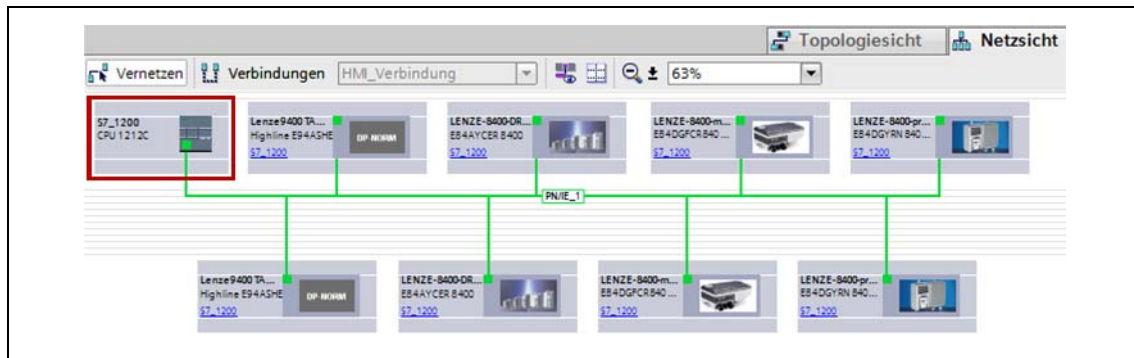 Topologiesicht Netzsicht
Vernetzen Verbindungen HMI_Verbindung ± 63%
S7_1200
CPU 1212C
Lenze9400 TA...
Highline E94ASHE
DP-NORM
S7_1200
LENZE-8400-DR...
E84AYCER 8400
S7_1200
LENZE-8400-m...
E84DGFCR840 ...
S7_1200
LENZE-8400-pr...
E84DGYRN 840...
S7_1200
PN/IE_1
Lenze9400 TA...
Highline E94ASHE
DP-NORM
S7_1200
LENZE-8400-DR...
E84AYCER 8400
S7_1200
LENZE-8400-m...
E84DGFCR840 ...
S7_1200
LENZE-8400-pr...
E84DGYRN 840...
S7_1200